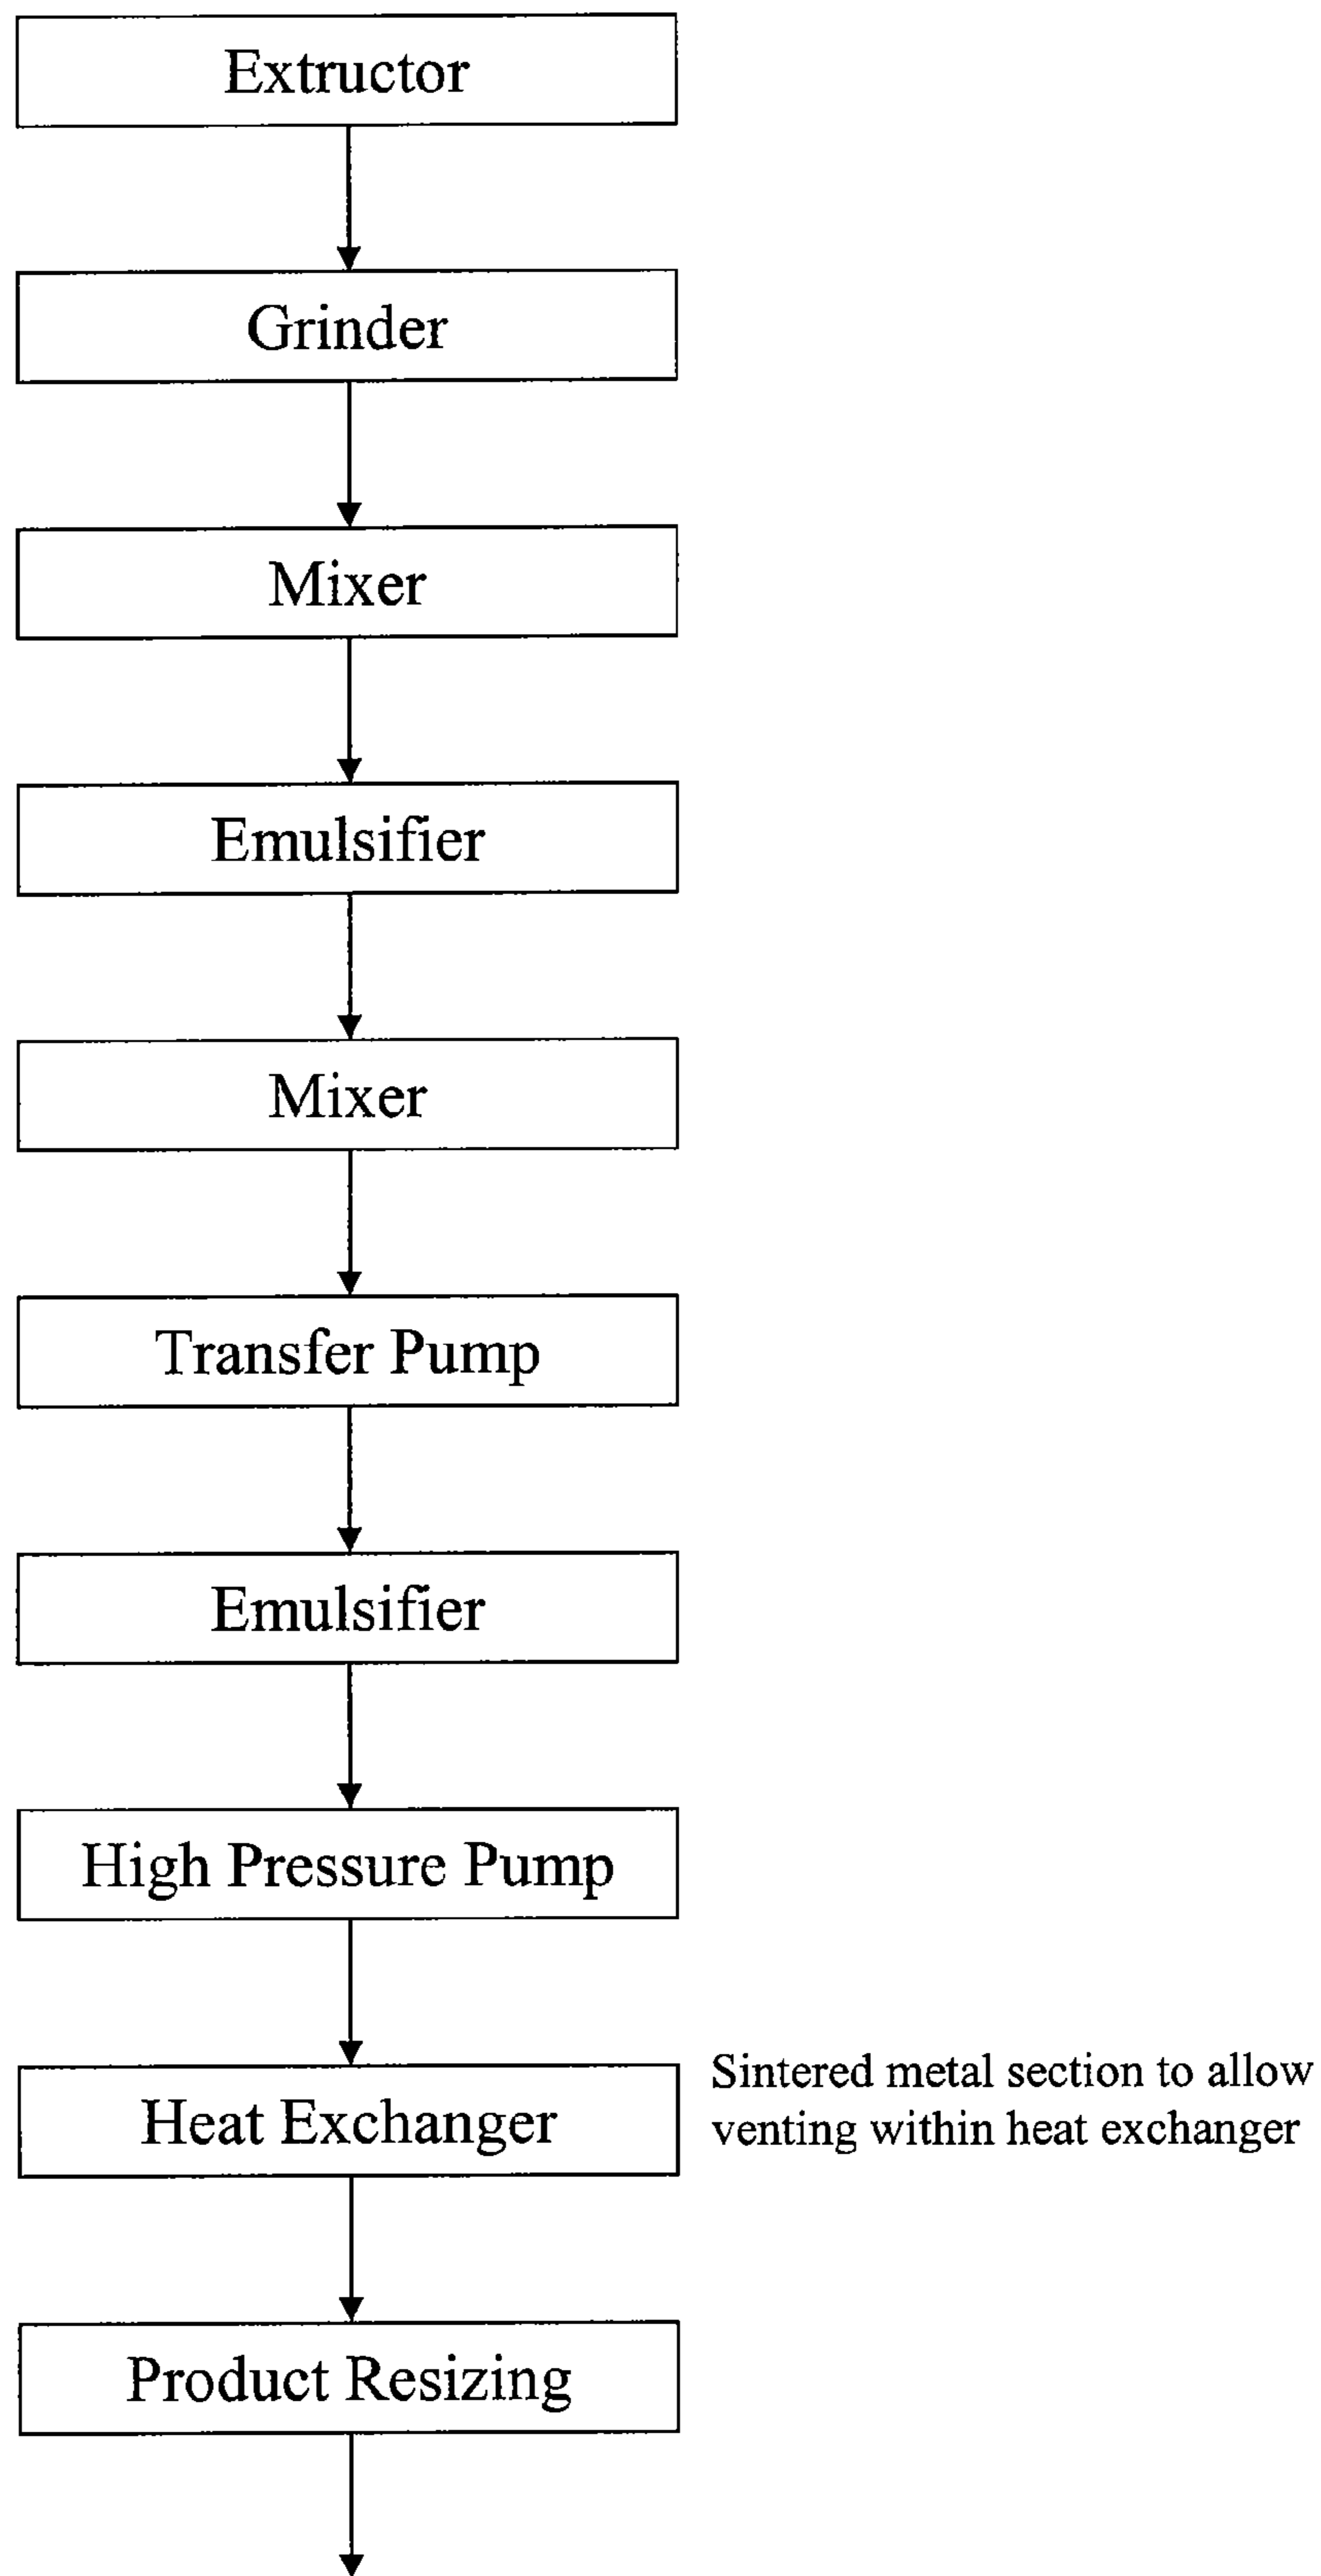 Extructor
Grinder
Mixer
Emulsifier
Mixer
Transfer Pump
Emulsifier
High Pressure Pump
Heat Exchanger
Sintered metal section to allow
venting within heat exchanger
Product Resizing